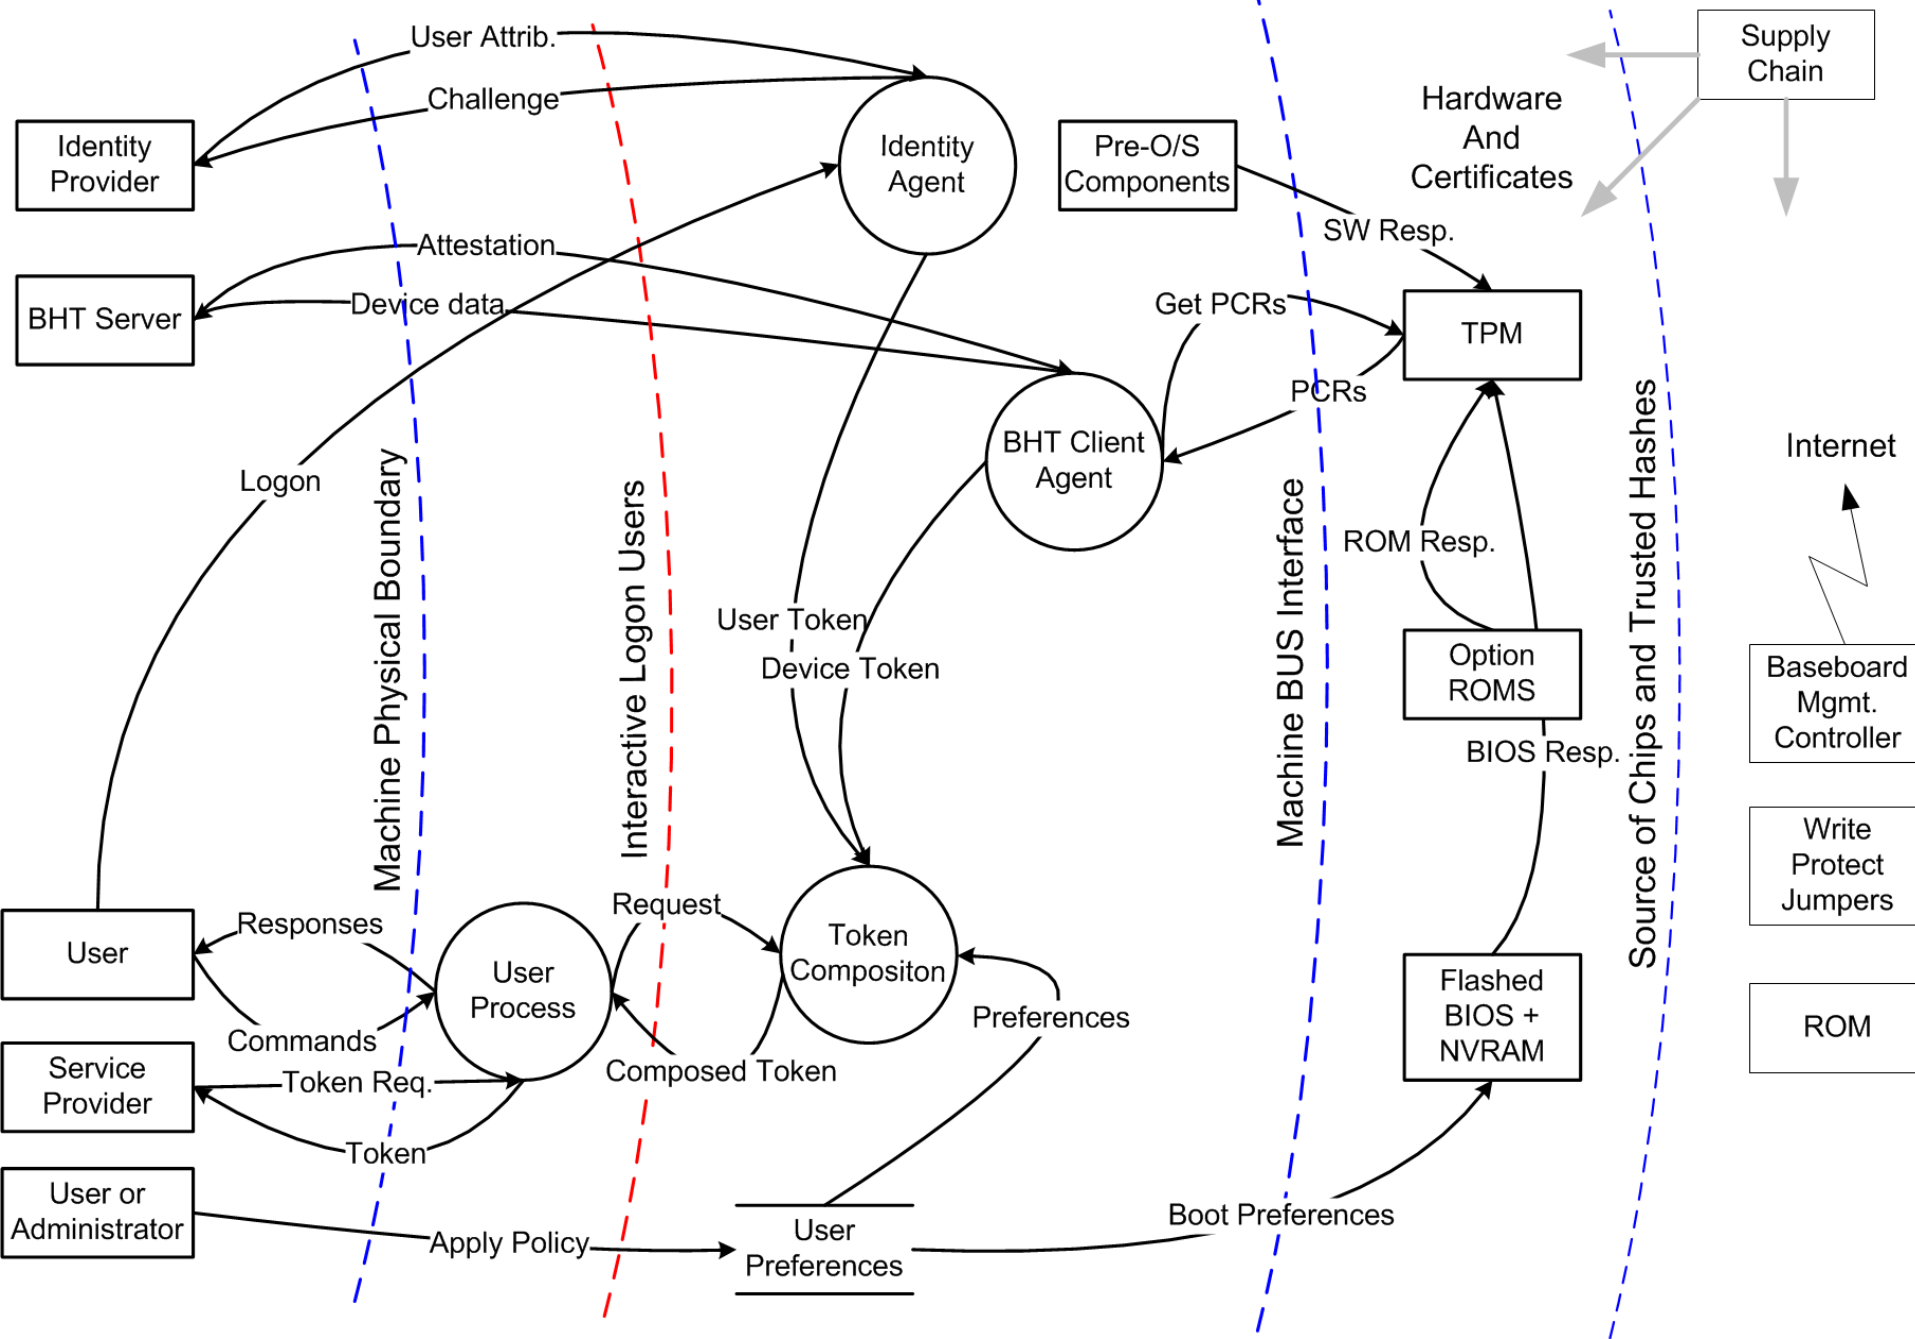 User Attrib.
Challenge
Identity
Provider
Identity
Agent
Pre-O/S
Components
Hardware
And
Certificates
Supply
Chain
SW Resp.
Attestation
Device data
BHT Server
Get PCRs
TPM
PCRs
BHT Client
Agent
Logon
Internet
ROM Resp.
Machine Physical Boundary
Interactive Logon Users
Machine BUS Interface
Source of Chips and Trusted Hashes
User Token
Device Token
Option
ROMS
BIOS Resp.
Baseboard
Mgmt.
Controller
Write
Protect
Jumpers
ROM
Responses
User
Commands
User
Process
Request
Token
Compositon
Composed Token
Preferences
Flashed
BIOS +
NVRAM
Service
Provider
Token Req.
Token
User or
Administrator
Apply Policy
User
Preferences
Boot Preferences